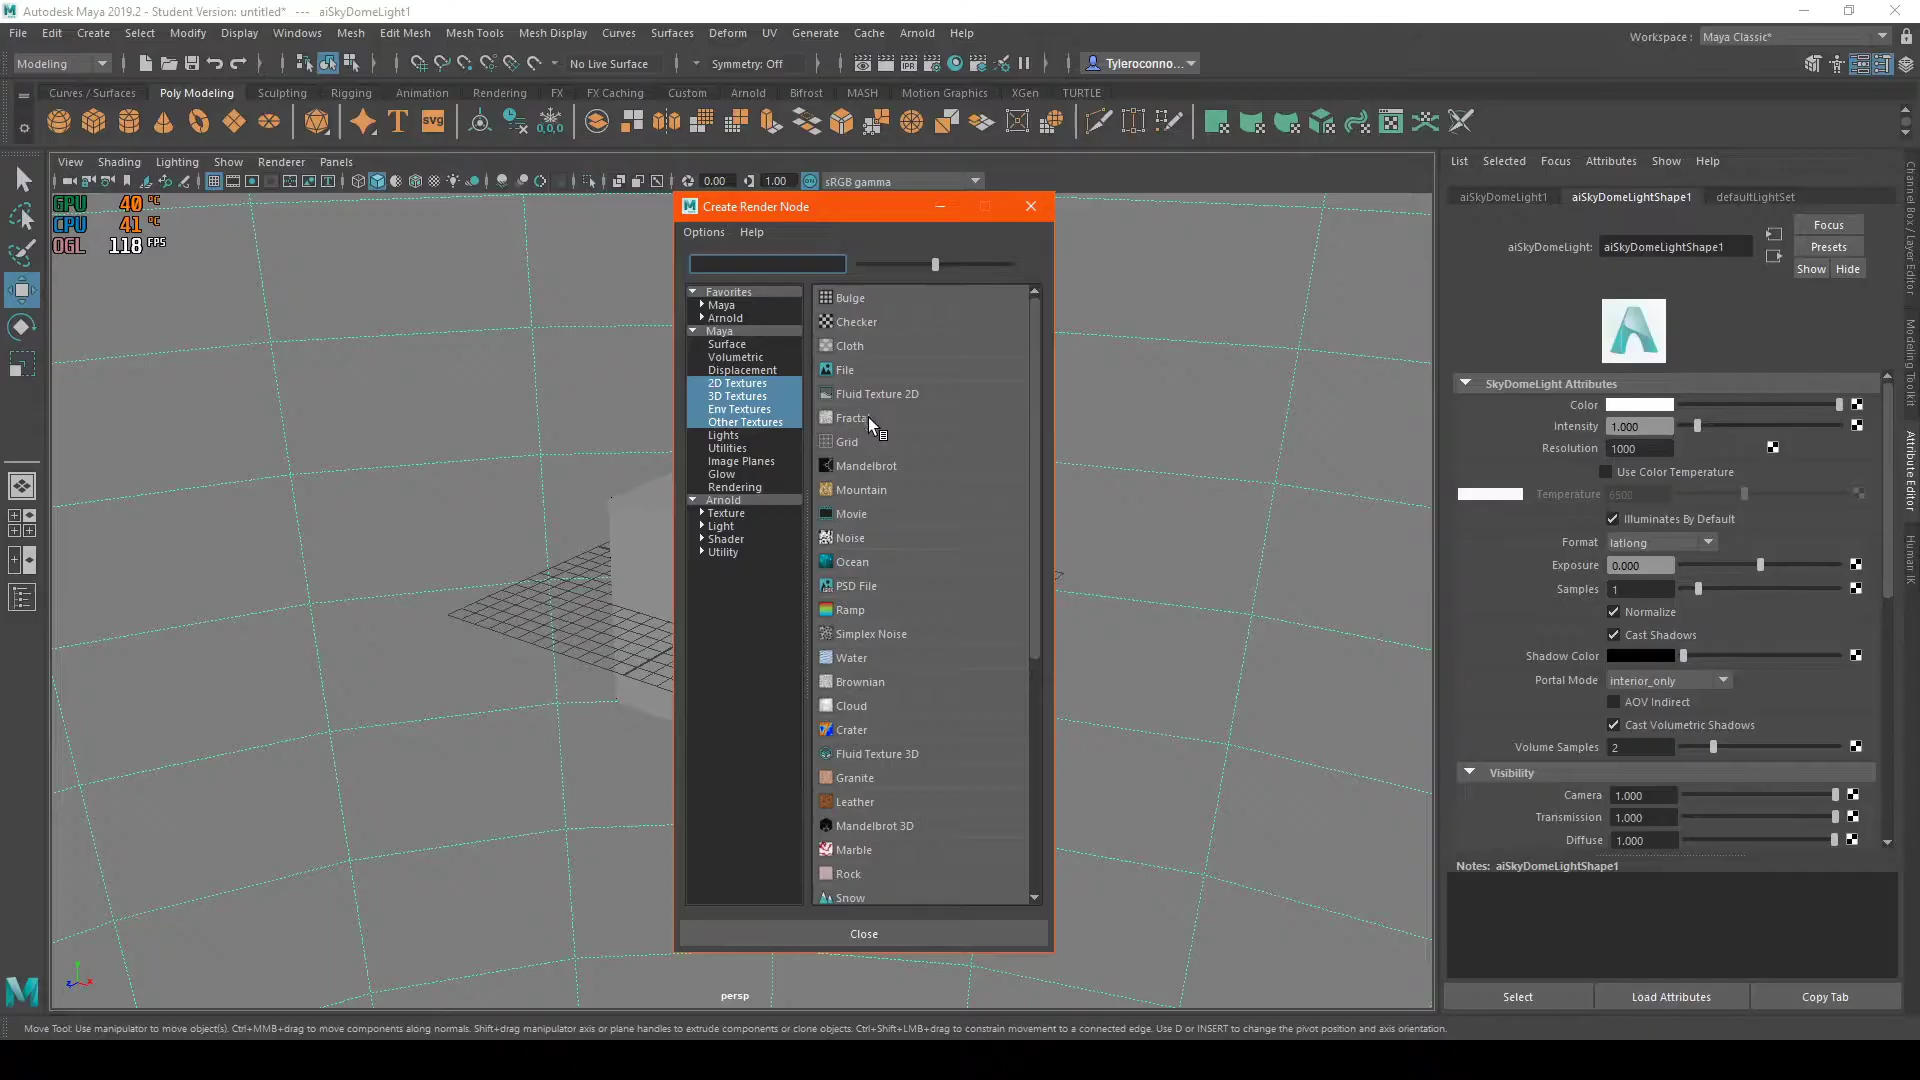 Autodesk Maya 2019.2 - Student Version: untitled* --- aiSkyDomeLight1
File Edit Create Select Modify Display Windows Mesh Edit Mesh Mesh Tools Mesh Display Curves Surfaces Deform UV Generate Cache Arnold Help
Workspace : Maya Classic*
Modeling No Live Surface Symmetry: Off Tyleroconno...
Curves / Surfaces Poly Modeling Sculpting Rigging Animation Rendering FX FX Caching Custom Arnold Bifrost MASH Motion Graphics XGen TURTLE
View Shading Lighting Show Renderer Panels
0.00 1.00 sRGB gamma
GPU 40 °C
CPU 41 °C
OGL 118 FPS
Create Render Node
Options Help
Favorites
Maya
Arnold
Maya
Surface
Volumetric
Displacement
2D Textures
3D Textures
Env Textures
Other Textures
Lights
Utilities
Image Planes
Glow
Rendering
Arnold
Texture
Light
Shader
Utility
Bulge
Checker
Cloth
File
Fluid Texture 2D
Fracta
Grid
Mandelbrot
Mountain
Movie
Noise
Ocean
PSD File
Ramp
Simplex Noise
Water
Brownian
Cloud
Crater
Fluid Texture 3D
Granite
Leather
Mandelbrot 3D
Marble
Rock
Snow
Close
persp
List Selected Focus Attributes Show Help
aiSkyDomeLight1 aiSkyDomeLightShape1 defaultLightSet
Focus
aiSkyDomeLight: aiSkyDomeLightShape1
Presets
Show Hide
SkyDomeLight Attributes
Color
Intensity 1.000
Resolution 1000
Use Color Temperature
Temperature 6500
Illuminates By Default
Format latlong
Exposure 0.000
Samples 1
Normalize
Cast Shadows
Shadow Color
Portal Mode interior_only
AOV Indirect
Cast Volumetric Shadows
Volume Samples 2
Visibility
Camera 1.000
Transmission 1.000
Diffuse 1.000
Notes: aiSkyDomeLightShape1
Select Load Attributes Copy Tab
Channel Box / Layer Editor
Modeling Toolkit
Attribute Editor
Human IK
Move Tool: Use manipulator to move object(s). Ctrl+MMB+drag to move components along normals. Shift+drag manipulator axis or plane handles to extrude components or clone objects. Ctrl+Shift+LMB+drag to constrain movement to a connected edge. Use D or INSERT to change the pivot position and axis orientation.